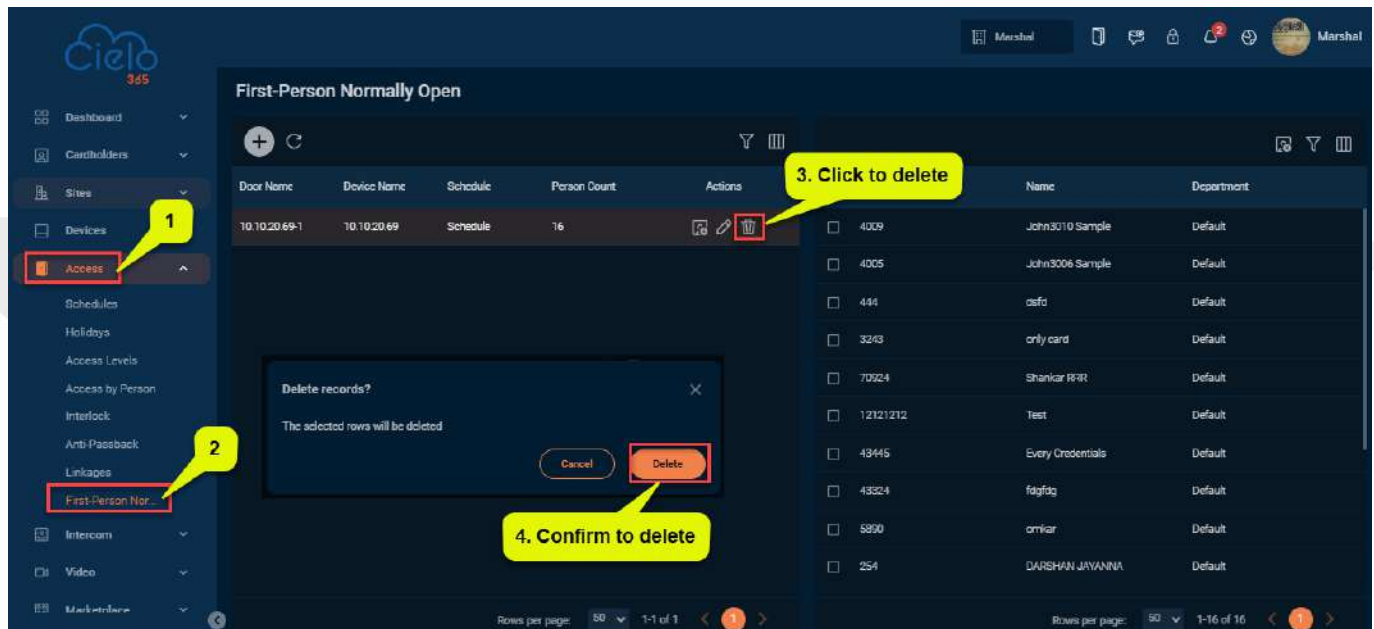 Cielo
365
Marshal
2
Marshal
First-Person Normally Open
Dashboard
Cardholders
Sites
Devices
Access
Schedules
Holidays
Access Levels
Access by Person
Interlock
Anti-Passback
Linkages
First-Person Nor...
Intercom
Video
Marketplace
1
2
Door Name Device Name Schedule Person Count Actions
10.10.20.69-1 10.10.20.69 Schedule 16
3. Click to delete
Delete records?
The selected rows will be deleted
Cancel Delete
4. Confirm to delete
Rows per page: 50 1-1 of 1 1
Name Department
4009 John3010 Sample Default
4005 John3006 Sample Default
444 Default
3243 only card Default
70924 Shankar RRR Default
12121212 Test Default
43445 Every Credentials Default
43324 fdgfdg Default
5890 omkar Default
254 DARSHAN JAYANNA Default
Rows per page: 50 1-16 of 16 1